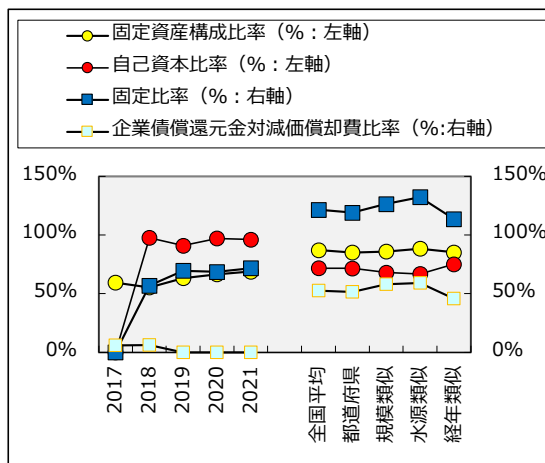 固定資産構成比率（%：左軸）
自己資本比率（%：左軸）
固定比率（%：右軸）
企業債償還元金対減価償却費比率（%:右軸）
150% 150%
100% 100%
50% 50%
0% 0%
2017 2018 2019 2020 2021 全国平均 都道府県 規模類似 水源類似 経年類似